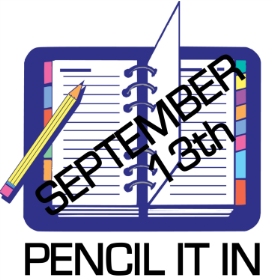 SEPTEMBER
13th
PENCIL IT IN